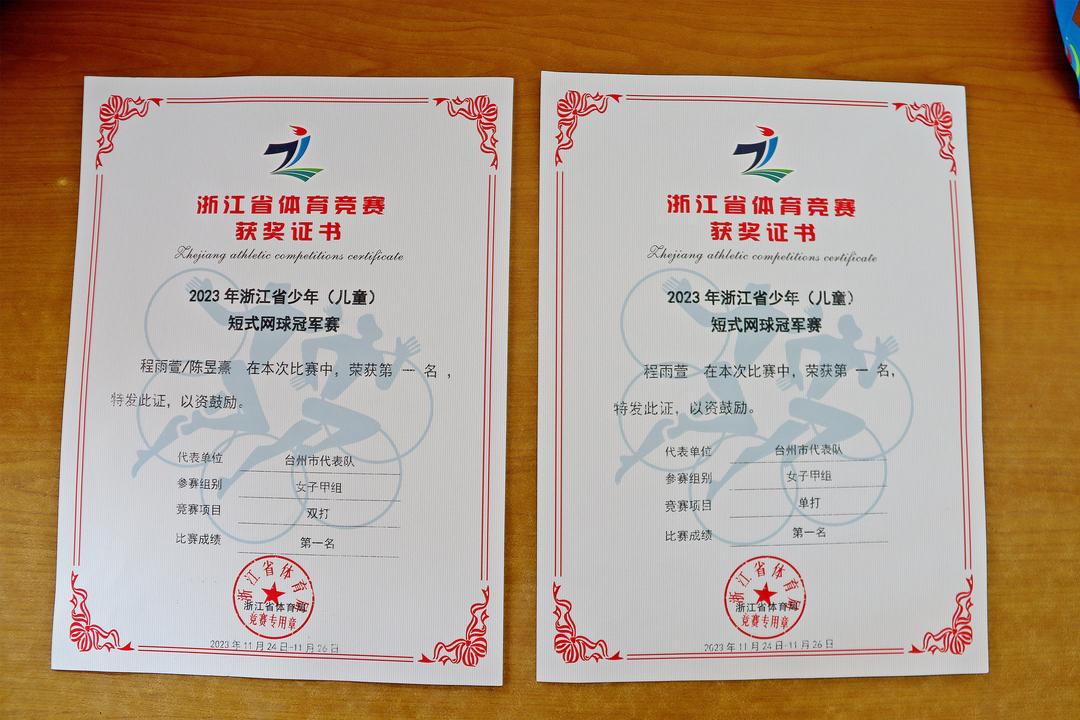 浙江省体育竞赛
获奖证书
Zhejiang athletic competitions certificate
2023年浙江省少年（儿童）
短式网球冠军赛
程雨萱/陈昱熹 在本次比赛中，荣获第 一 名，
特发此证，以资鼓励。
代表单位 台州市代表队
参赛组别 女子甲组
竞赛项目 双打
比赛成绩 第一名
浙江省体育局
浙江省体育局
竞赛专用章
2023年11月24日-11月26日
浙江省体育竞赛
获奖证书
Zhejiang athletic competitions certificate
2023年浙江省少年（儿童）
短式网球冠军赛
程雨萱 在本次比赛中，荣获第 一 名，
特发此证，以资鼓励。
代表单位 台州市代表队
参赛组别 女子甲组
竞赛项目 单打
比赛成绩 第一名
浙江省体育局
浙江省体育局
竞赛专用章
2023年11月24日-11月26日